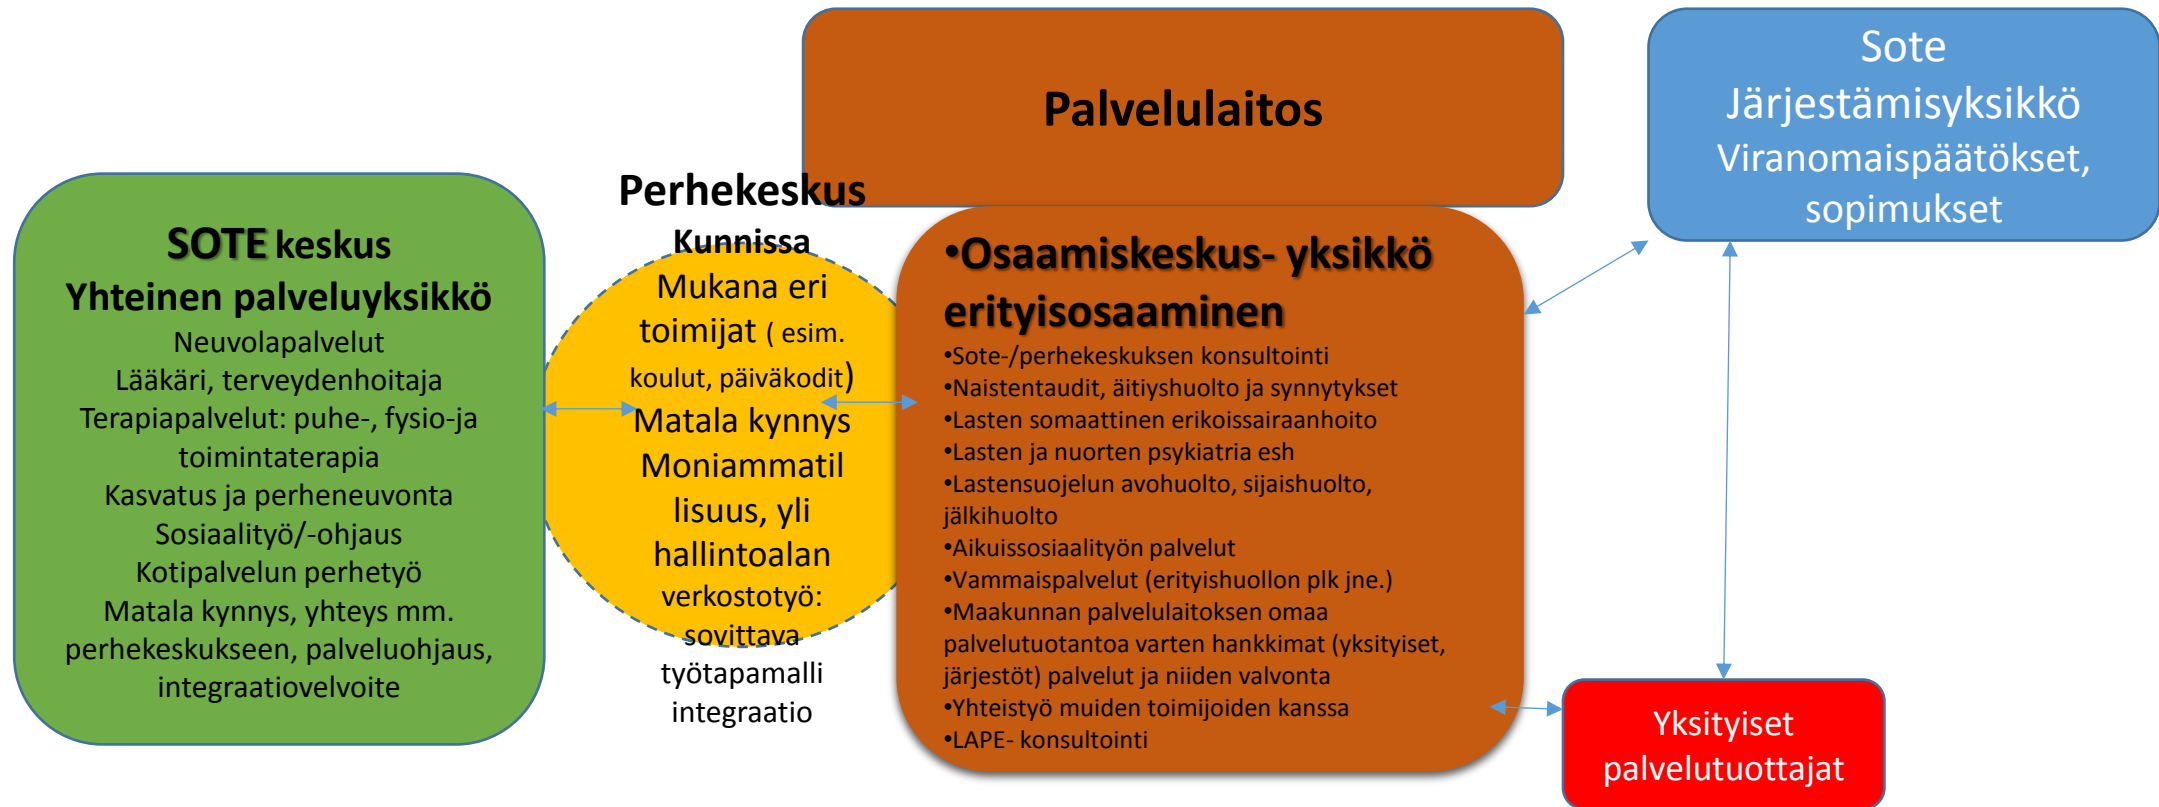 SOTE keskus
Yhteinen palveluyksikkö
Neuvolapalvelut
Lääkäri, terveydenhoitaja
Terapiapalvelut: puhe-, fysio-ja
toimintaterapia
Kasvatus ja perheneuvonta
Sosiaalityö/-ohjaus
Kotipalvelun perhetyö
Matala kynnys, yhteys mm.
perhekeskukseen, palveluohjaus,
integraatiovelvoite
Perhekeskus
Kunnissa
Mukana eri
toimijat ( esim.
koulut, päiväkodit)
Matala kynnys
Moniammatil
lisuus, yli
hallintoalan
verkostotyö:
sovittava
työtapamalli
integraatio
Palvelulaitos
•Osaamiskeskus- yksikkö
erityisosaaminen
•Sote-/perhekeskuksen konsultointi
•Naistentaudit, äitiyshuolto ja synnytykset
•Lasten somaattinen erikoissairaanhoito
•Lasten ja nuorten psykiatria esh
•Lastensuojelun avohuolto, sijaishuolto,
jälkihuolto
•Aikuissosiaalityön palvelut
•Vammaispalvelut (erityishuollon plk jne.)
•Maakunnan palvelulaitoksen omaa
palvelutuotantoa varten hankkimat (yksityiset,
järjestöt) palvelut ja niiden valvonta
•Yhteistyö muiden toimijoiden kanssa
•LAPE- konsultointi
Sote
Järjestämisyksikkö
Viranomaispäätökset,
sopimukset
Yksityiset
palvelutuottajat